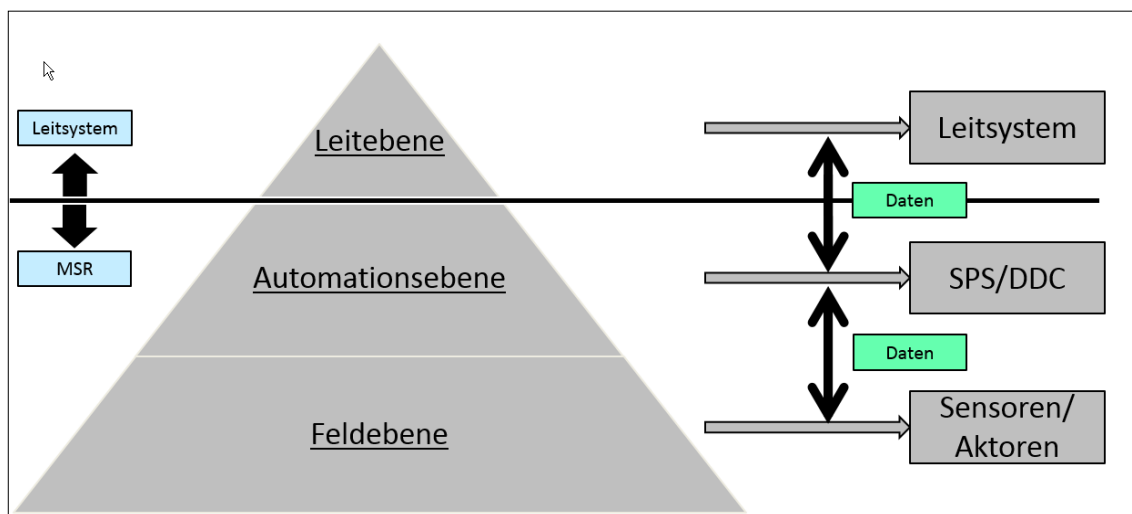 Leitsystem
MSR
Leitebene
Automationsebene
Feldebene
Leitsystem
Daten
SPS/DDC
Daten
Sensoren/
Aktoren